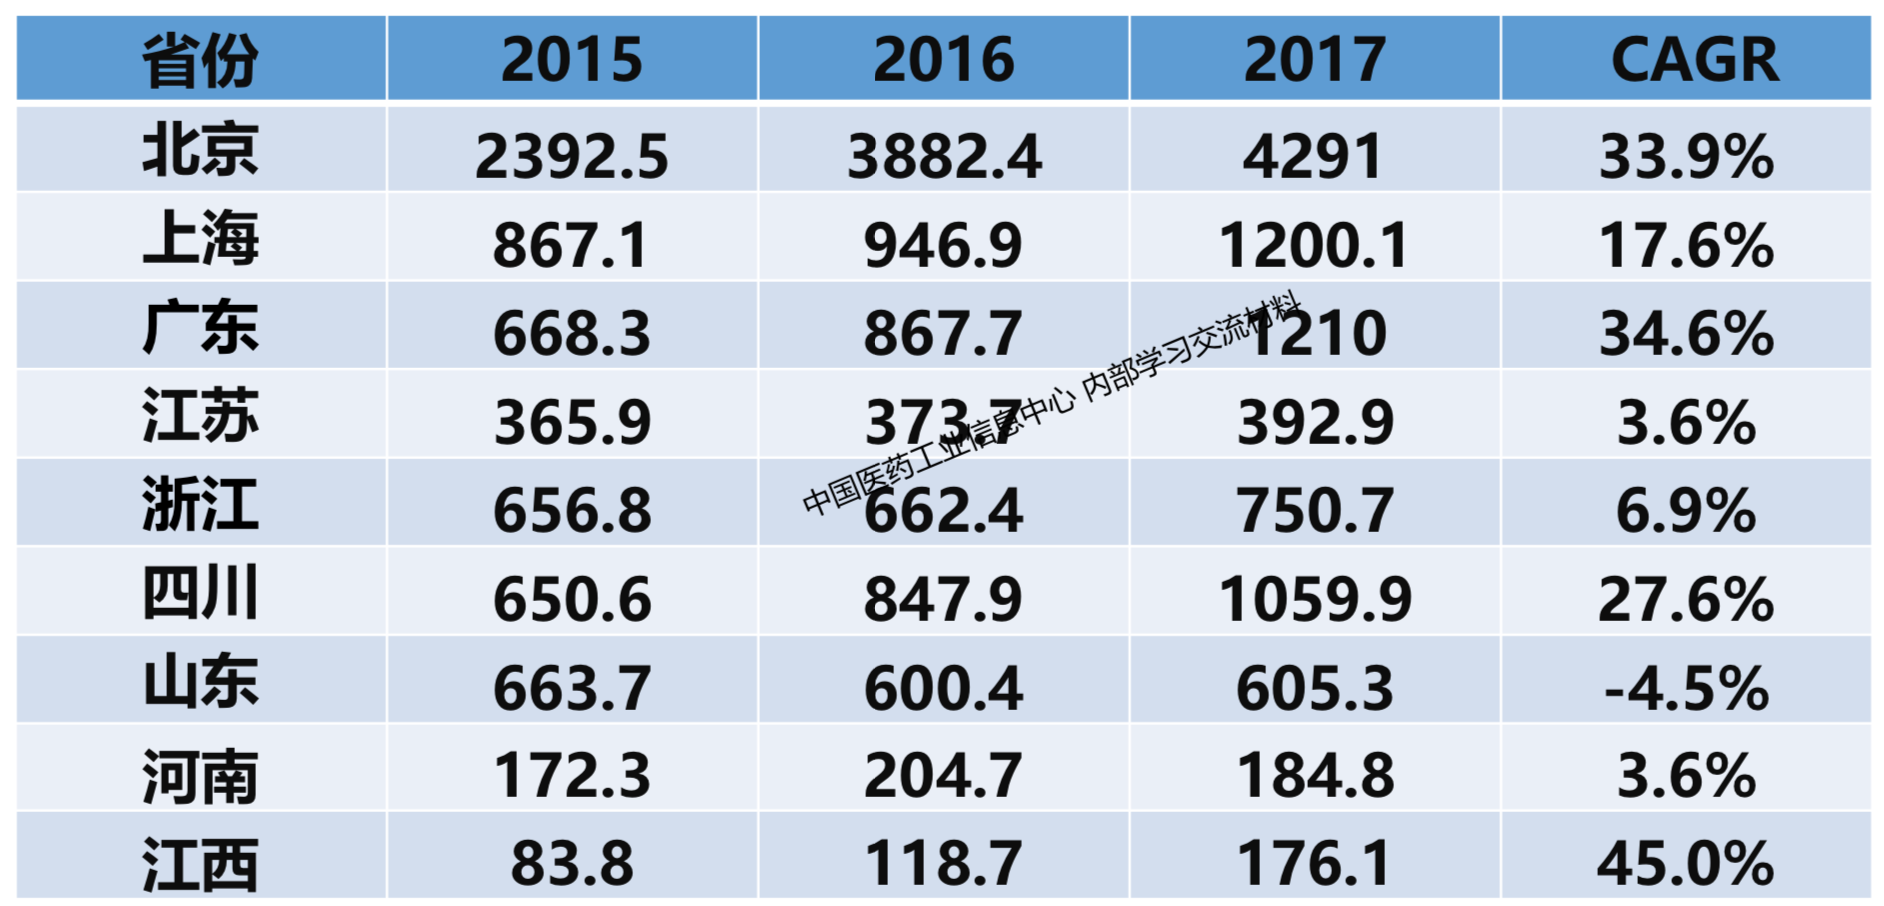 省份 2015 2016 2017 CAGR
北京 2392.5 3882.4 4291 33.9%
上海 867.1 946.9 1200.1 17.6%
广东 668.3 867.7 1210 34.6%
江苏 365.9 373.7 392.9 3.6%
浙江 656.8 662.4 750.7 6.9%
四川 650.6 847.9 1059.9 27.6%
山东 663.7 600.4 605.3 -4.5%
河南 172.3 204.7 184.8 3.6%
江西 83.8 118.7 176.1 45.0%
中国医药工业信息中心 内部学习交流材料